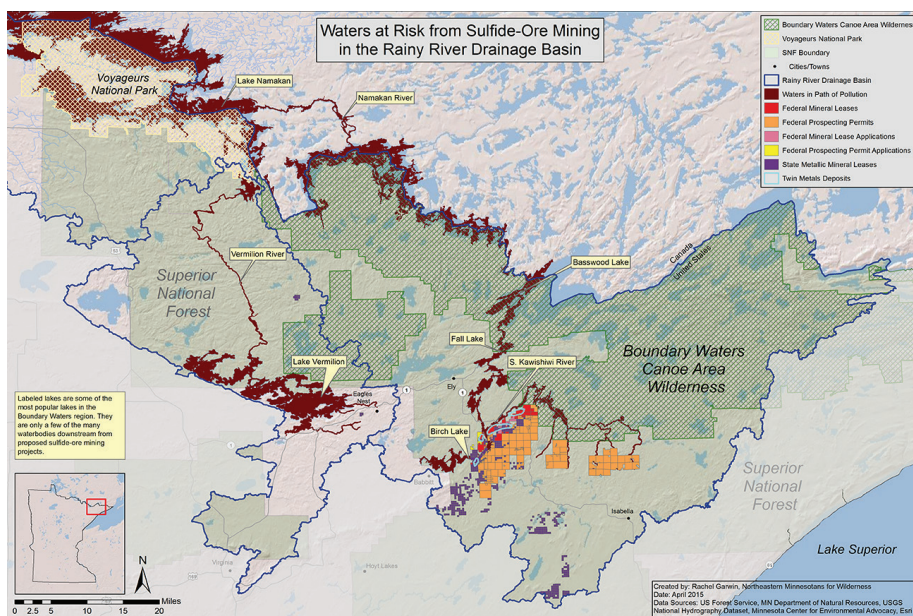 Waters at Risk from Sulfide-Ore Mining
in the Rainy River Drainage Basin
Boundary Waters Canoe Area Wilderness
Voyageurs National Park
SNF Boundary
Cities/Towns
Rainy River Drainage Basin
Waters in Path of Pollution
Federal Mineral Leases
Federal Prospecting Permits
Federal Mineral Lease Applications
Federal Prospecting Permit Applications
State Metallic Mineral Leases
Twin Metals Deposits
Voyageurs
National Park
Lake Namakan
Namakan River
Vermilion River
Superior
National
Forest
Basswood Lake
Canada
United States
Fall Lake
S. Kawishiwi River
Boundary Waters
Canoe Area
Wilderness
Lake Vermilion
Ely
Eagles
Nest
Birch Lake
Babbitt
Labeled lakes are some of the
most popular lakes in the
Boundary Waters region. They
are only a few of the many
waterbodies downstream from
proposed sulfide-ore mining
projects.
Superior
National
Forest
Isabella
Virginia
Hoyt Lakes
Lake Superior
N
Miles
0 2.5 5 10 15 20
Created by: Rachel Garwin, Northeastern Minnesotans for Wilderness
Date: April 2015
Data Sources: US Forest Service, MN Department of Natural Resources, USGS
National Hydrography Dataset, Minnesota Center for Environmental Advocacy, Esri